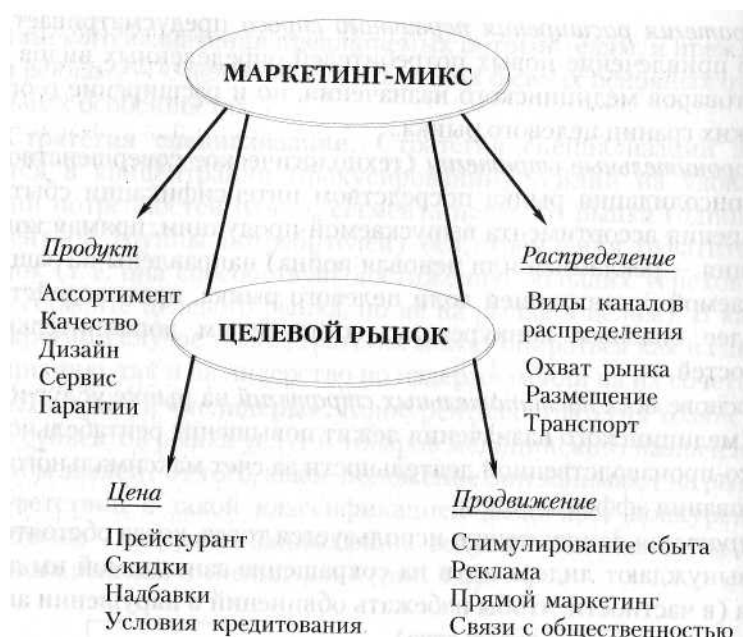 МАРКЕТИНГ-МИКС
Продукт
Ассортимент
Качество
Дизайн
Сервис
Гарантии
ЦЕЛЕВОЙ РЫНОК
Распределение
Виды каналов
распределения
Охват рынка
Размещение
Транспорт
Цена
Прейскурант
Скидки
Надбавки
Условия кредитования
Продвижение
Стимулирование сбыта
Реклама
Прямой маркетинг
Связи с общественностью